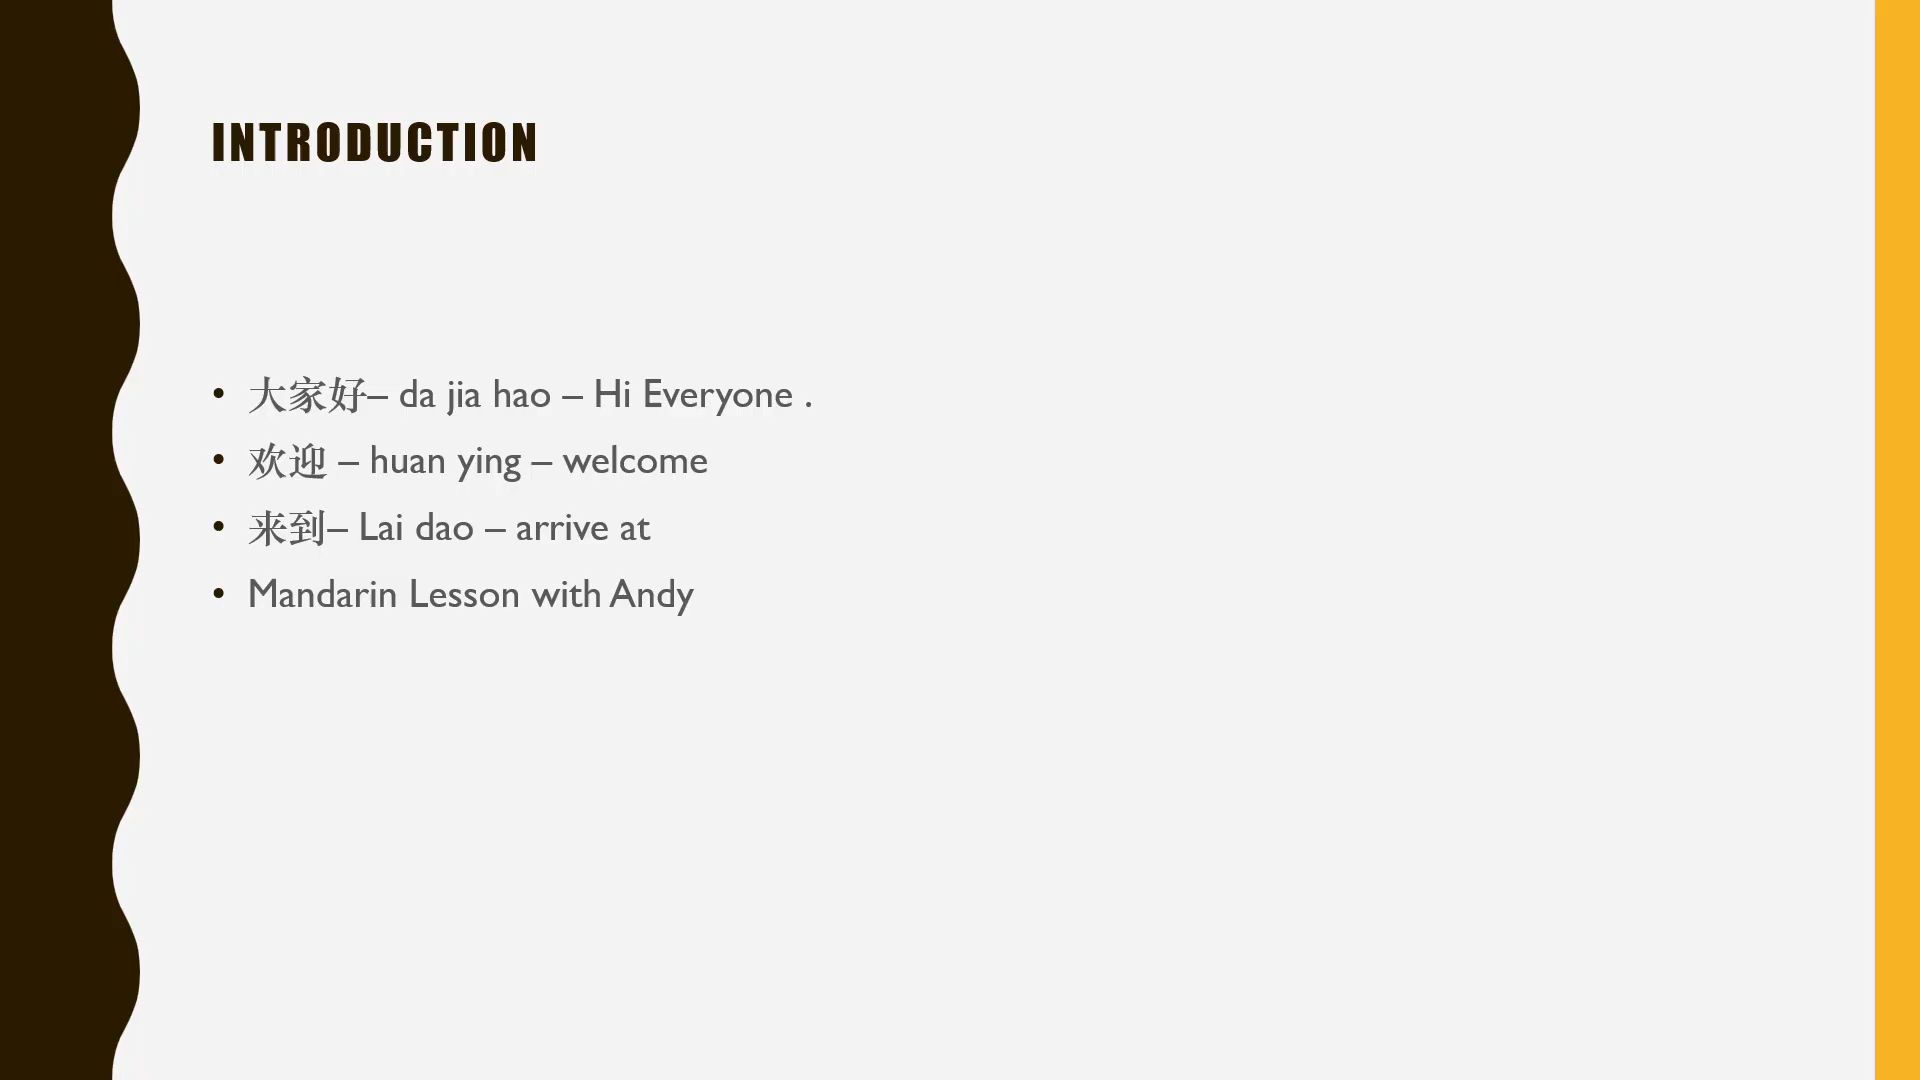 INTRODUCTION
• 大家好– da jia hao – Hi Everyone .
• 欢迎 – huan ying – welcome
• 来到– Lai dao – arrive at
• Mandarin Lesson with Andy